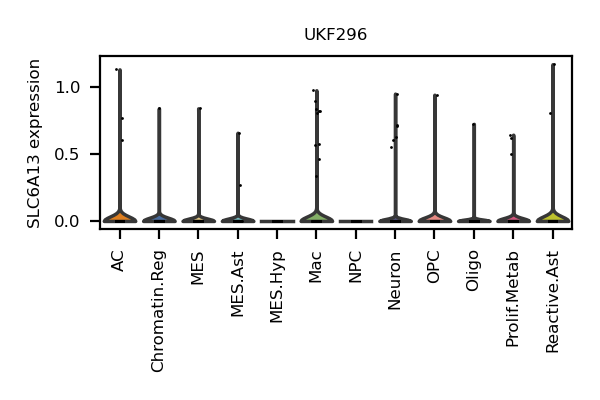 UKF296
SLC6A13 expression
1.0
0.5
0.0
AC
Chromatin.Reg
MES
MES.Ast
MES.Hyp
Mac
NPC
Neuron
OPC
Oligo
Prolif.Metab
Reactive.Ast